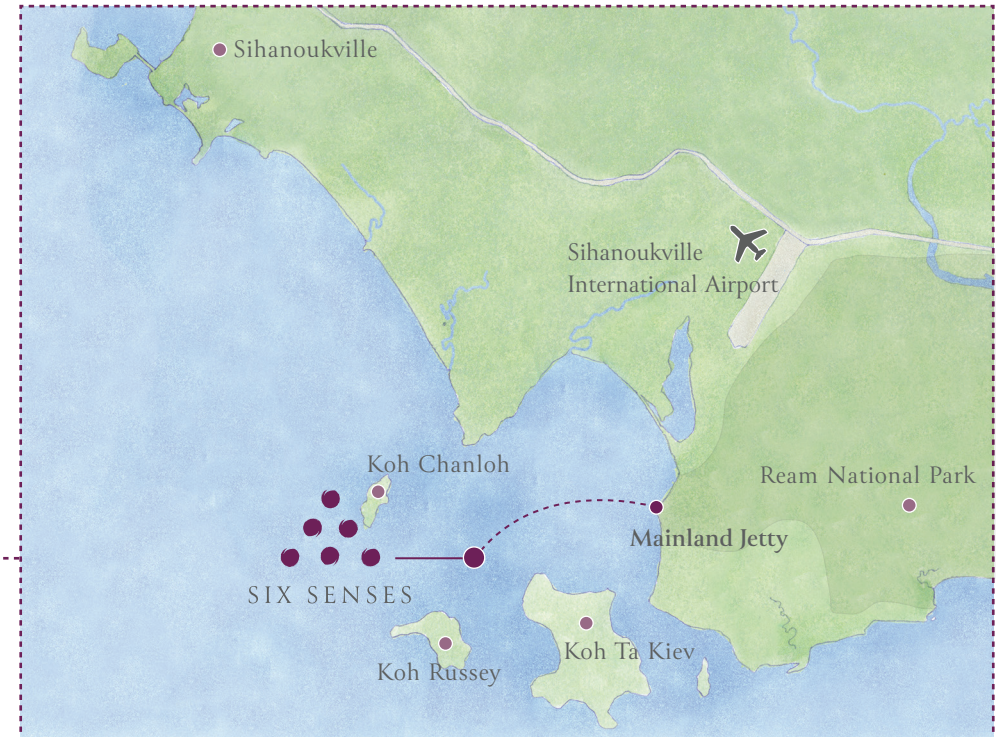 Sihanoukville
Sihanoukville
International Airport
Koh Chanloh
Ream National Park
Mainland Jetty
SIX SENSES
Koh Ta Kiev
Koh Russey